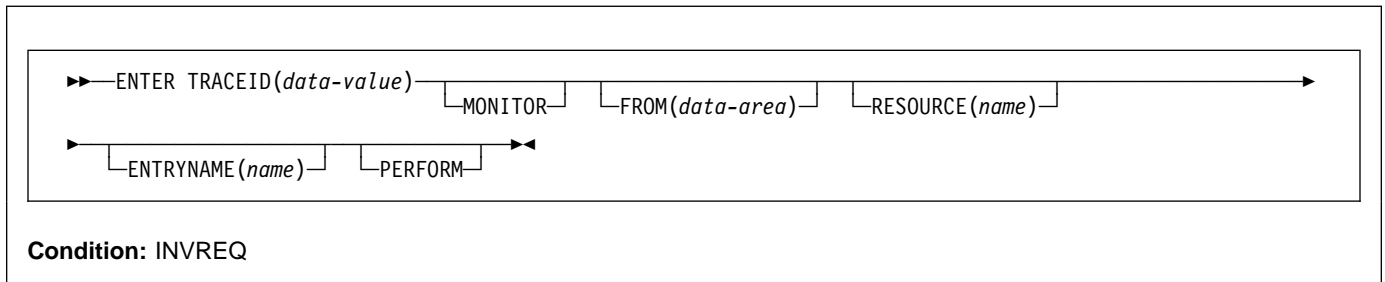 ►►──ENTER TRACEID(data-value)──MONITOR──FROM(data-area)──RESOURCE(name)──►
►──ENTRYNAME(name)──PERFORM──►◄
Condition: INVREQ